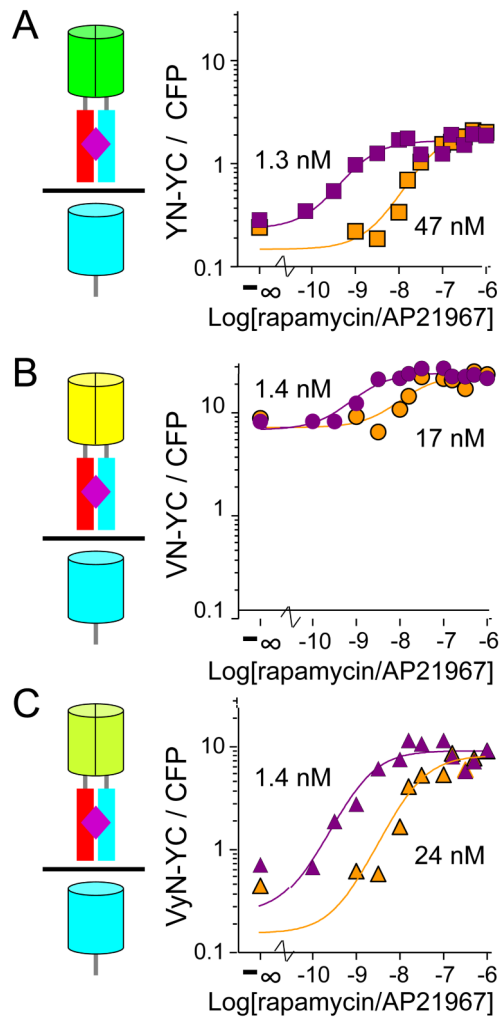 A
YN-YC / CFP
10
1
0.1
1.3 nM
47 nM
-∞ -10 -9 -8 -7 -6
Log[rapamycin/AP21967]
B
VN-YC / CFP
10
1
0.1
1.4 nM
17 nM
-∞ -10 -9 -8 -7 -6
Log[rapamycin/AP21967]
C
VyN-YC / CFP
10
1
0.1
1.4 nM
24 nM
-∞ -10 -9 -8 -7 -6
Log[rapamycin/AP21967]